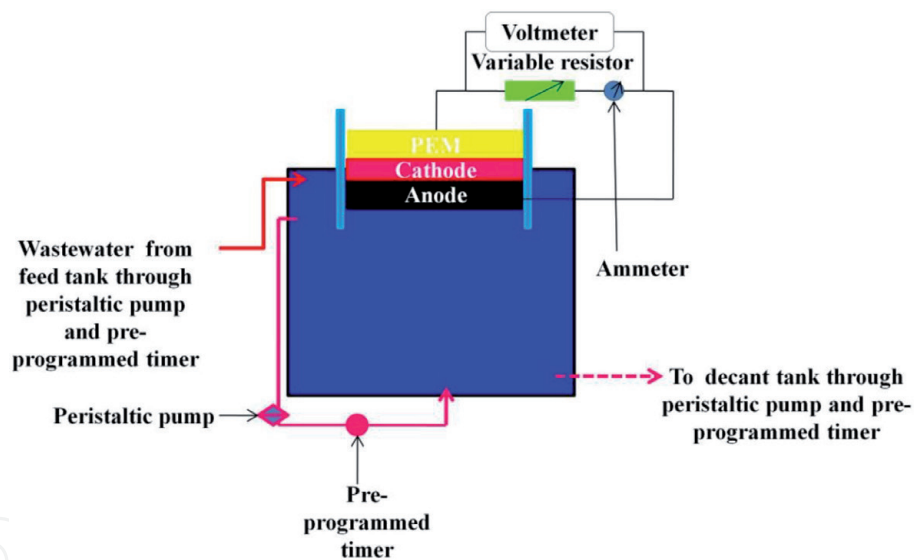 Voltmeter
Variable resistor
PEM
Cathode
Anode
Ammeter
Wastewater from
feed tank through
peristaltic pump
and pre-
programmed timer
To decant tank through
peristaltic pump and pre-
programmed timer
Peristaltic pump
Pre-
programmed
timer